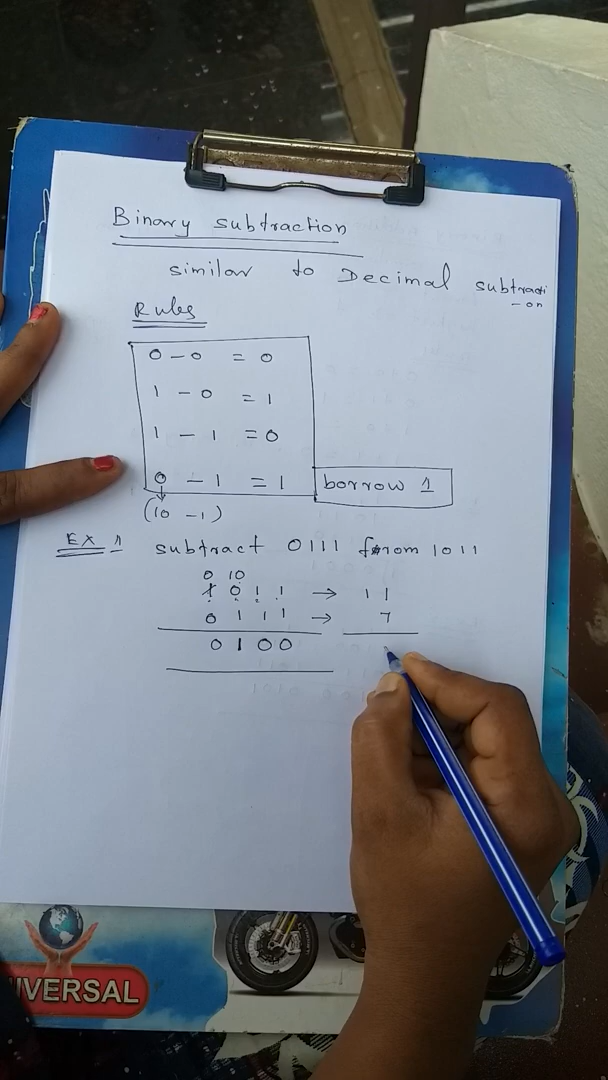 Binary subtraction
similar to Decimal subtracti
-on
Rules
0 - 0 = 0
1 - 0 = 1
1 - 1 = 0
0 - 1 = 1 borrow 1
(10 - 1)
EX 1 subtract 0111 from 1011
0 10
1 0 1 1 → 11
0 1 1 1 → 7
0 1 0 0
IVERSAL